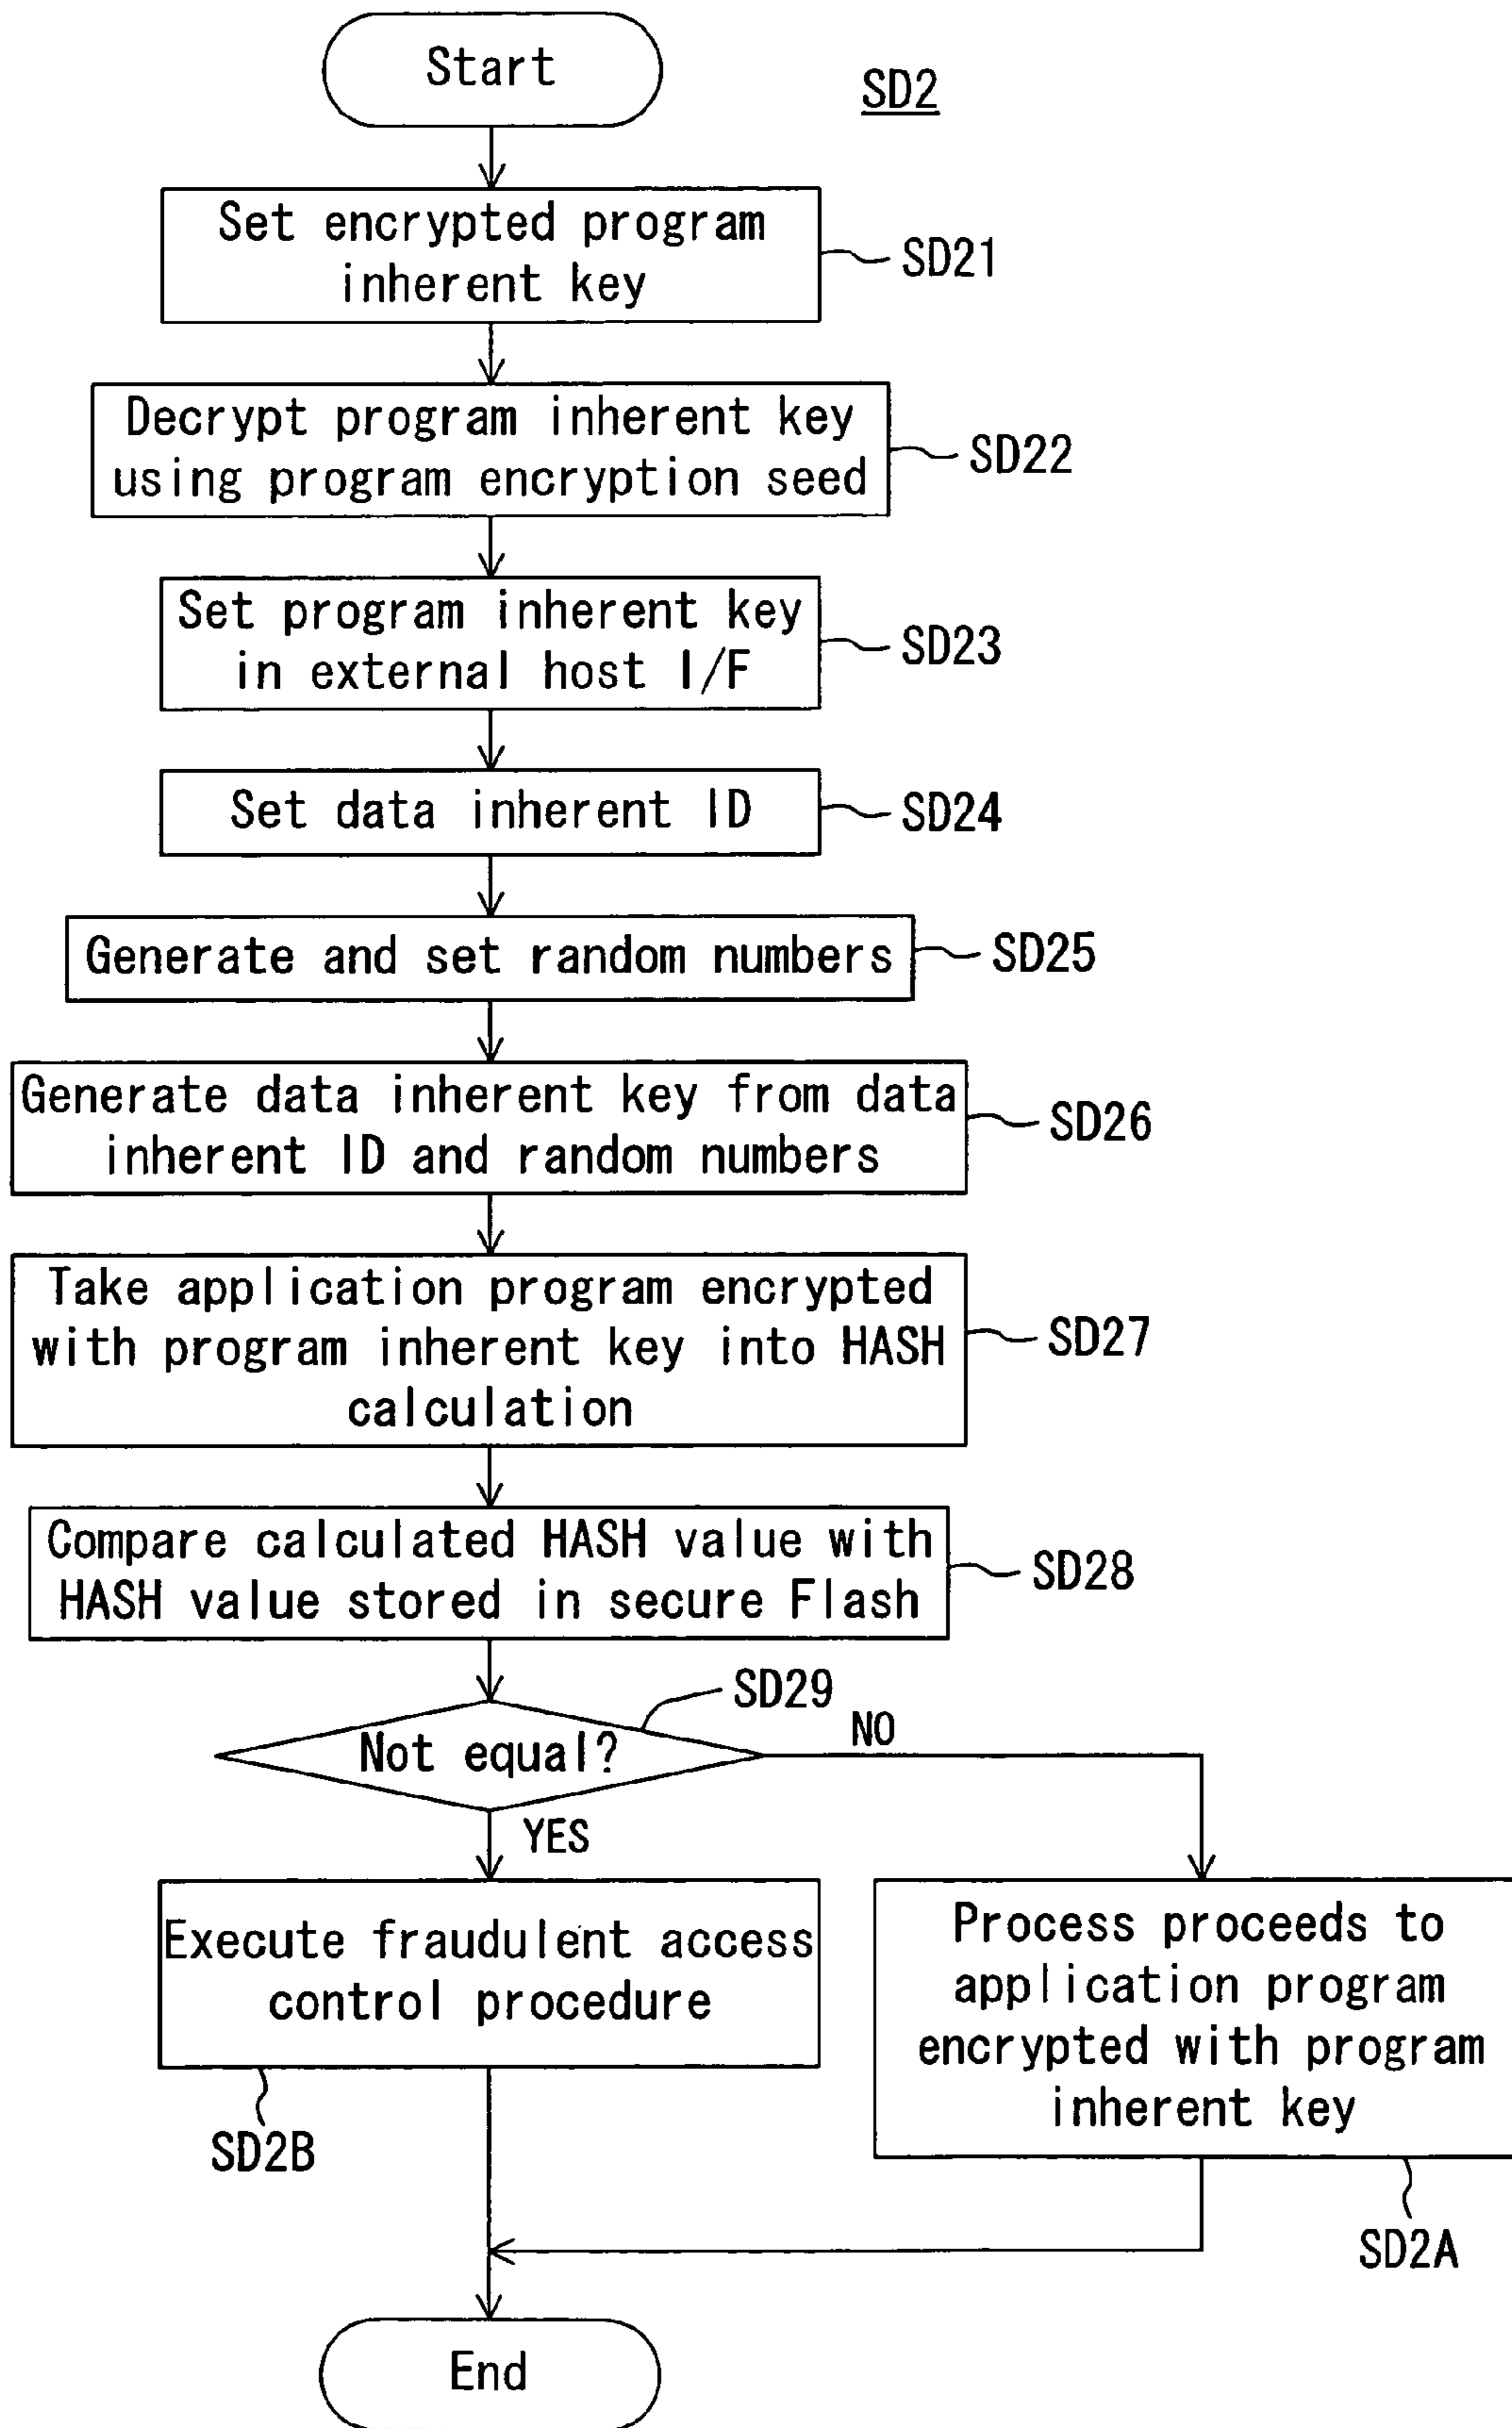 Start
SD2
Set encrypted program
inherent key
SD21
Decrypt program inherent key
using program encryption seed
SD22
Set program inherent key
in external host I/F
SD23
Set data inherent ID
SD24
Generate and set random numbers
SD25
Generate data inherent key from data
inherent ID and random numbers
SD26
Take application program encrypted
with program inherent key into HASH
calculation
SD27
Compare calculated HASH value with
HASH value stored in secure Flash
SD28
SD29
Not equal?
NO
YES
Execute fraudulent access
control procedure
SD2B
Process proceeds to
application program
encrypted with program
inherent key
SD2A
End